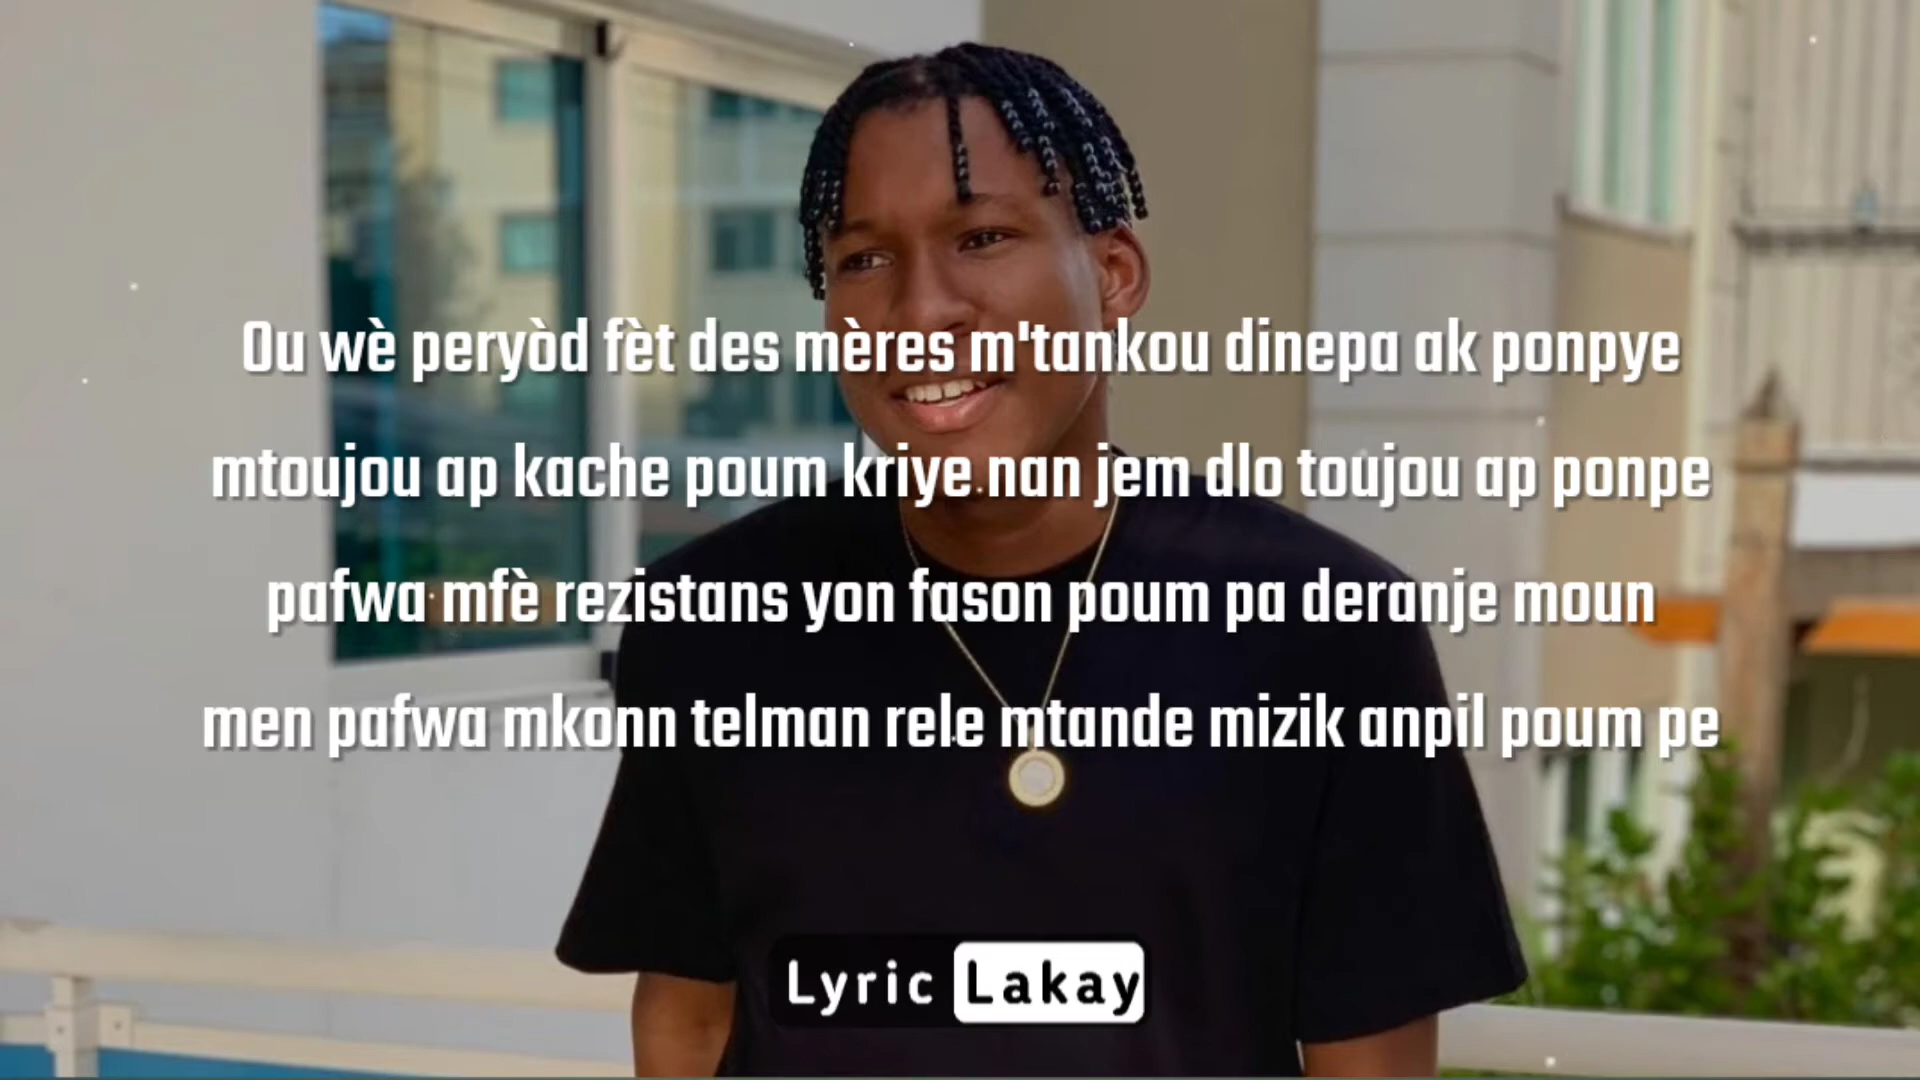 Ou wè peryòd fèt des mères m'tankou dinepa ak ponpye
mtoujou ap kache poum kriye nan jem dlo toujou ap ponpe
pafwa mfè rezistans yon fason poum pa deranje moun
men pafwa mkonn telman rele mtande mizik anpil poum pe
Lyric Lakay